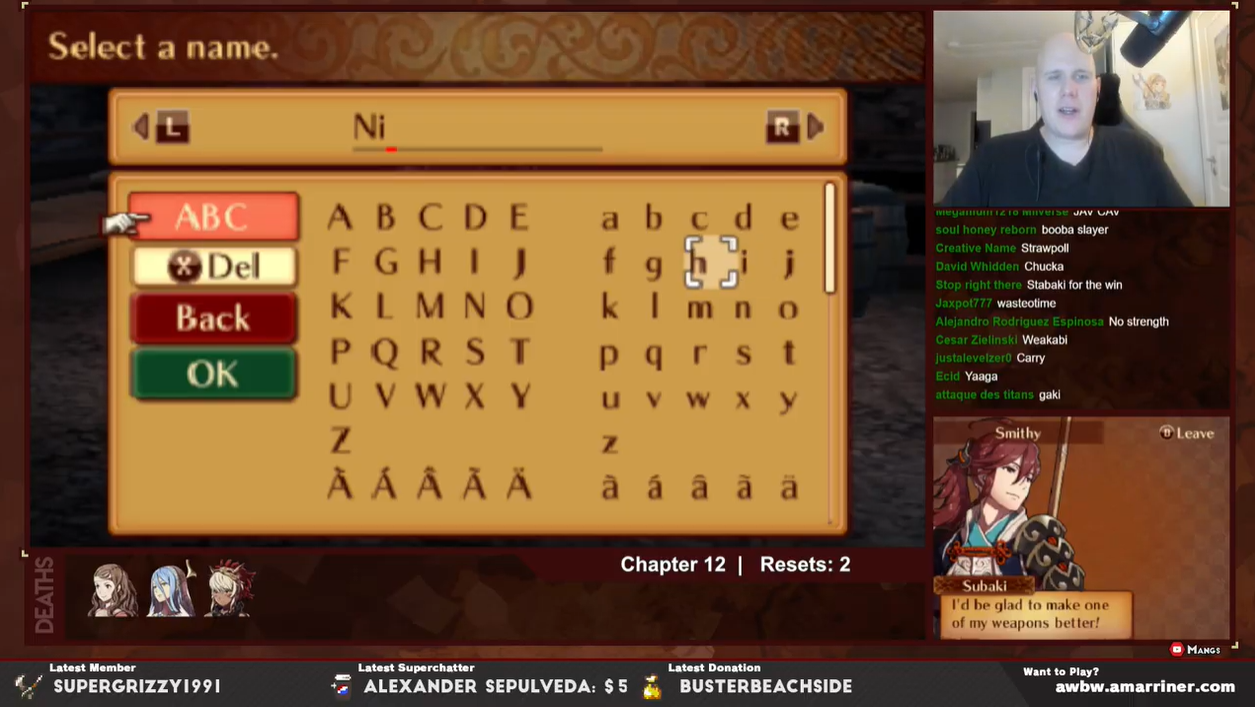 Select a name.
L Ni R
ABC
X Del
Back
OK
A B C D E a b c d e
F G H I J f g h i j
K L M N O k l m n o
P Q R S T p q r s t
U V W X Y u v w x y
Z z
À Á Â Ã Ä à á â ã ä
Meganium1218 Milverse JAV CAV
soul honey reborn booba slayer
Creative Name Strawpoll
David Whidden Chucka
Stop right there Stabaki for the win
Jaxpot777 wasteotime
Alejandro Rodriguez Espinosa No strength
Cesar Zielinski Weakabi
justalevelzer0 Carry
Ecid Yaaga
attaque des titans gaki
Smithy B Leave
Subaki
I'd be glad to make one
of my weapons better!
Chapter 12 | Resets: 2
DEATHS
MANGS
Latest Member
SUPERGRIZZY1991
Latest Superchatter
ALEXANDER SEPULVEDA: $5
Latest Donation
BUSTERBEACHSIDE
Want to Play?
awbw.amarriner.com